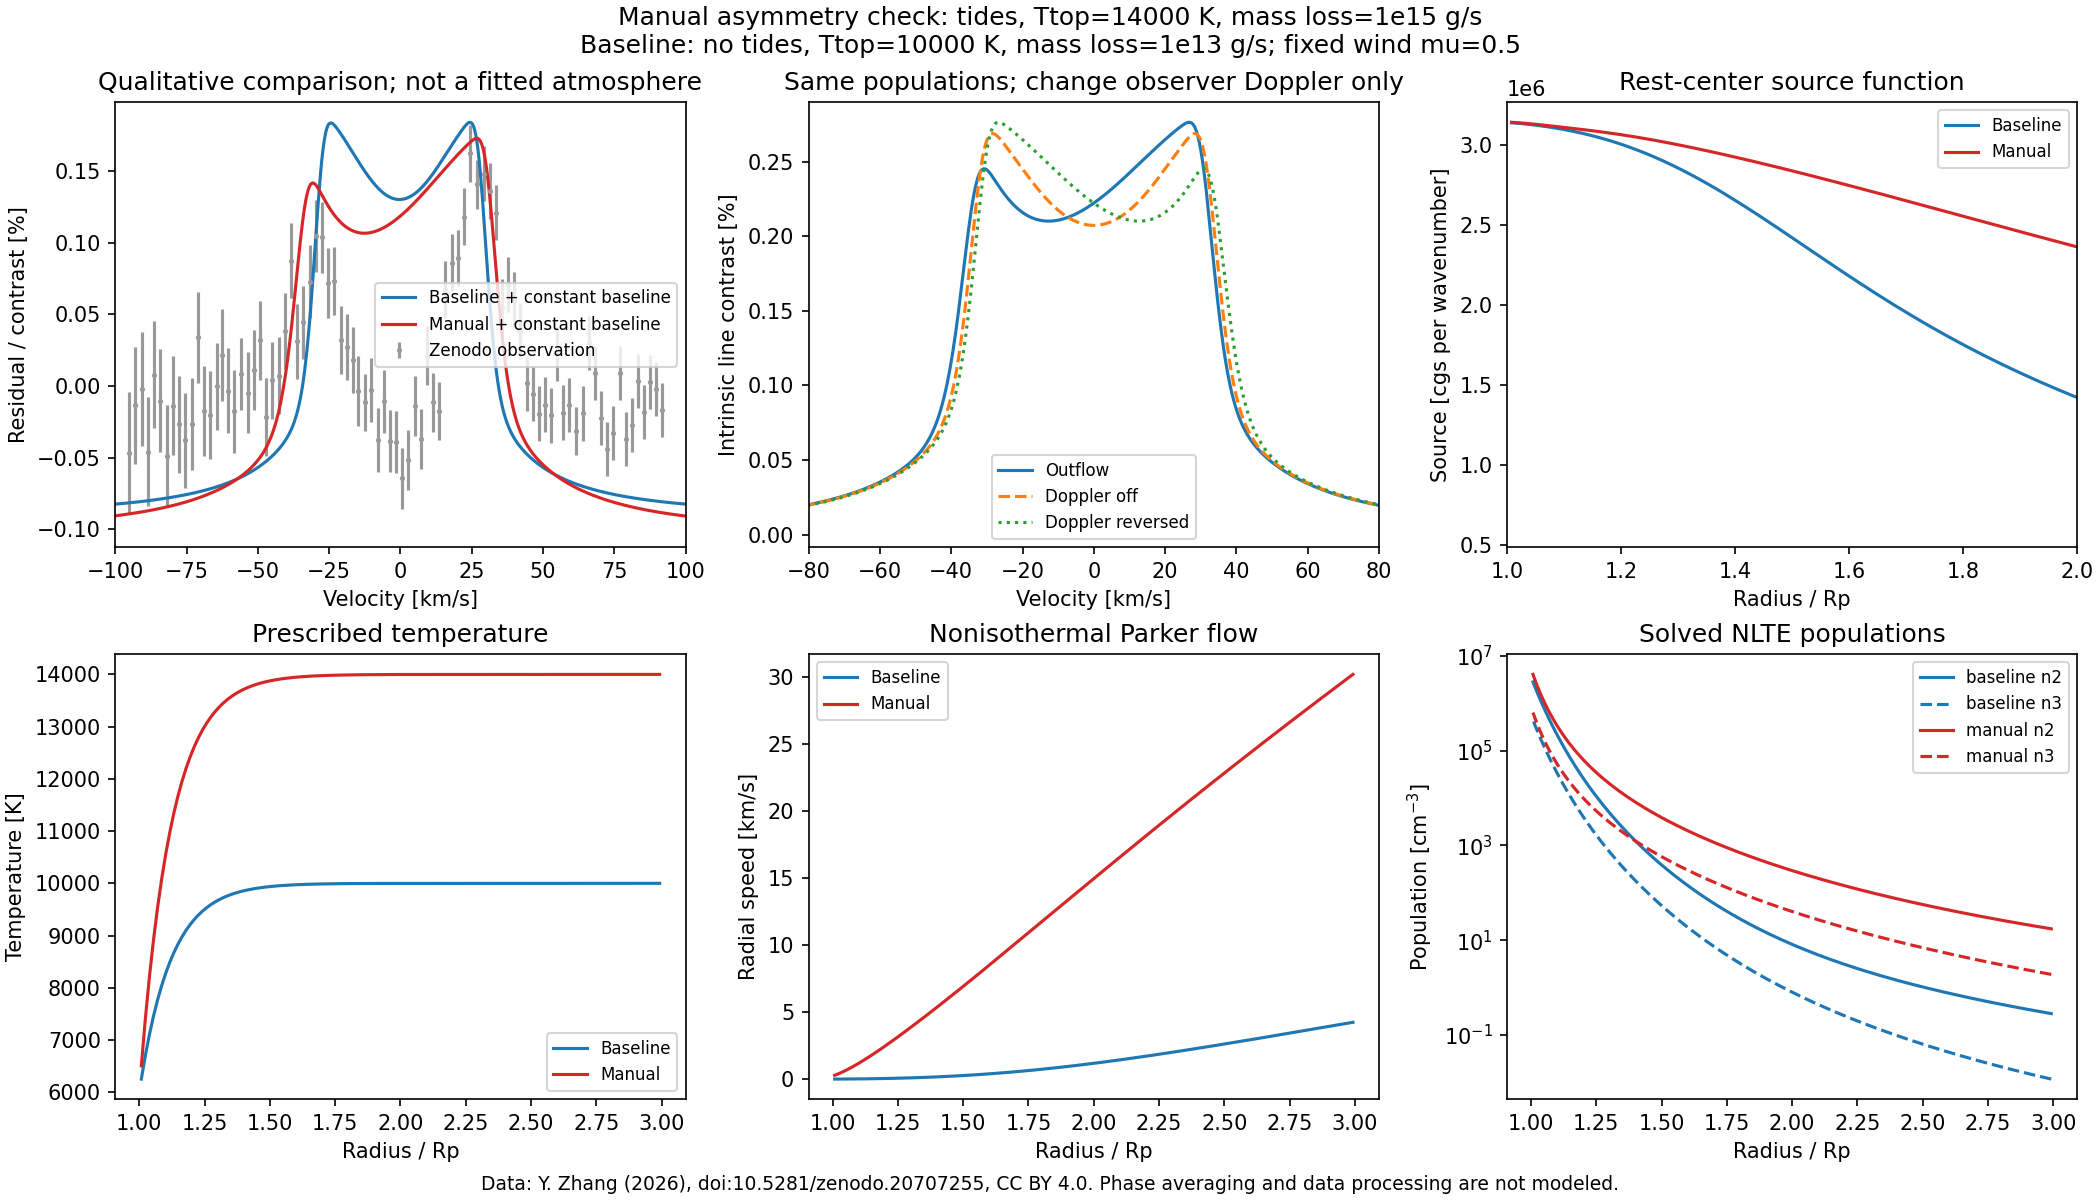 Manual asymmetry check: tides, Ttop=14000 K, mass loss=1e15 g/s
Baseline: no tides, Ttop=10000 K, mass loss=1e13 g/s; fixed wind mu=0.5
Qualitative comparison; not a fitted atmosphere
Residual / contrast [%]
0.15
0.10
0.05
0.00
−0.05
−0.10
Baseline + constant baseline
Manual + constant baseline
Zenodo observation
−100 −75 −50 −25 0 25 50 75 100
Velocity [km/s]
Same populations; change observer Doppler only
Intrinsic line contrast [%]
0.25
0.20
0.15
0.10
0.05
0.00
Outflow
Doppler off
Doppler reversed
−80 −60 −40 −20 0 20 40 60 80
Velocity [km/s]
Rest-center source function
1e6
Source [cgs per wavenumber]
3.0
2.5
2.0
1.5
1.0
0.5
Baseline
Manual
1.0 1.2 1.4 1.6 1.8 2.0
Radius / Rp
Prescribed temperature
Temperature [K]
14000
13000
12000
11000
10000
9000
8000
7000
6000
Baseline
Manual
1.00 1.25 1.50 1.75 2.00 2.25 2.50 2.75 3.00
Radius / Rp
Nonisothermal Parker flow
Radial speed [km/s]
30
25
20
15
10
5
0
Baseline
Manual
1.00 1.25 1.50 1.75 2.00 2.25 2.50 2.75 3.00
Radius / Rp
Solved NLTE populations
Population [cm⁻³]
10⁷
10⁵
10³
10¹
10⁻¹
baseline n2
baseline n3
manual n2
manual n3
1.00 1.25 1.50 1.75 2.00 2.25 2.50 2.75 3.00
Radius / Rp
Data: Y. Zhang (2026), doi:10.5281/zenodo.20707255, CC BY 4.0. Phase averaging and data processing are not modeled.